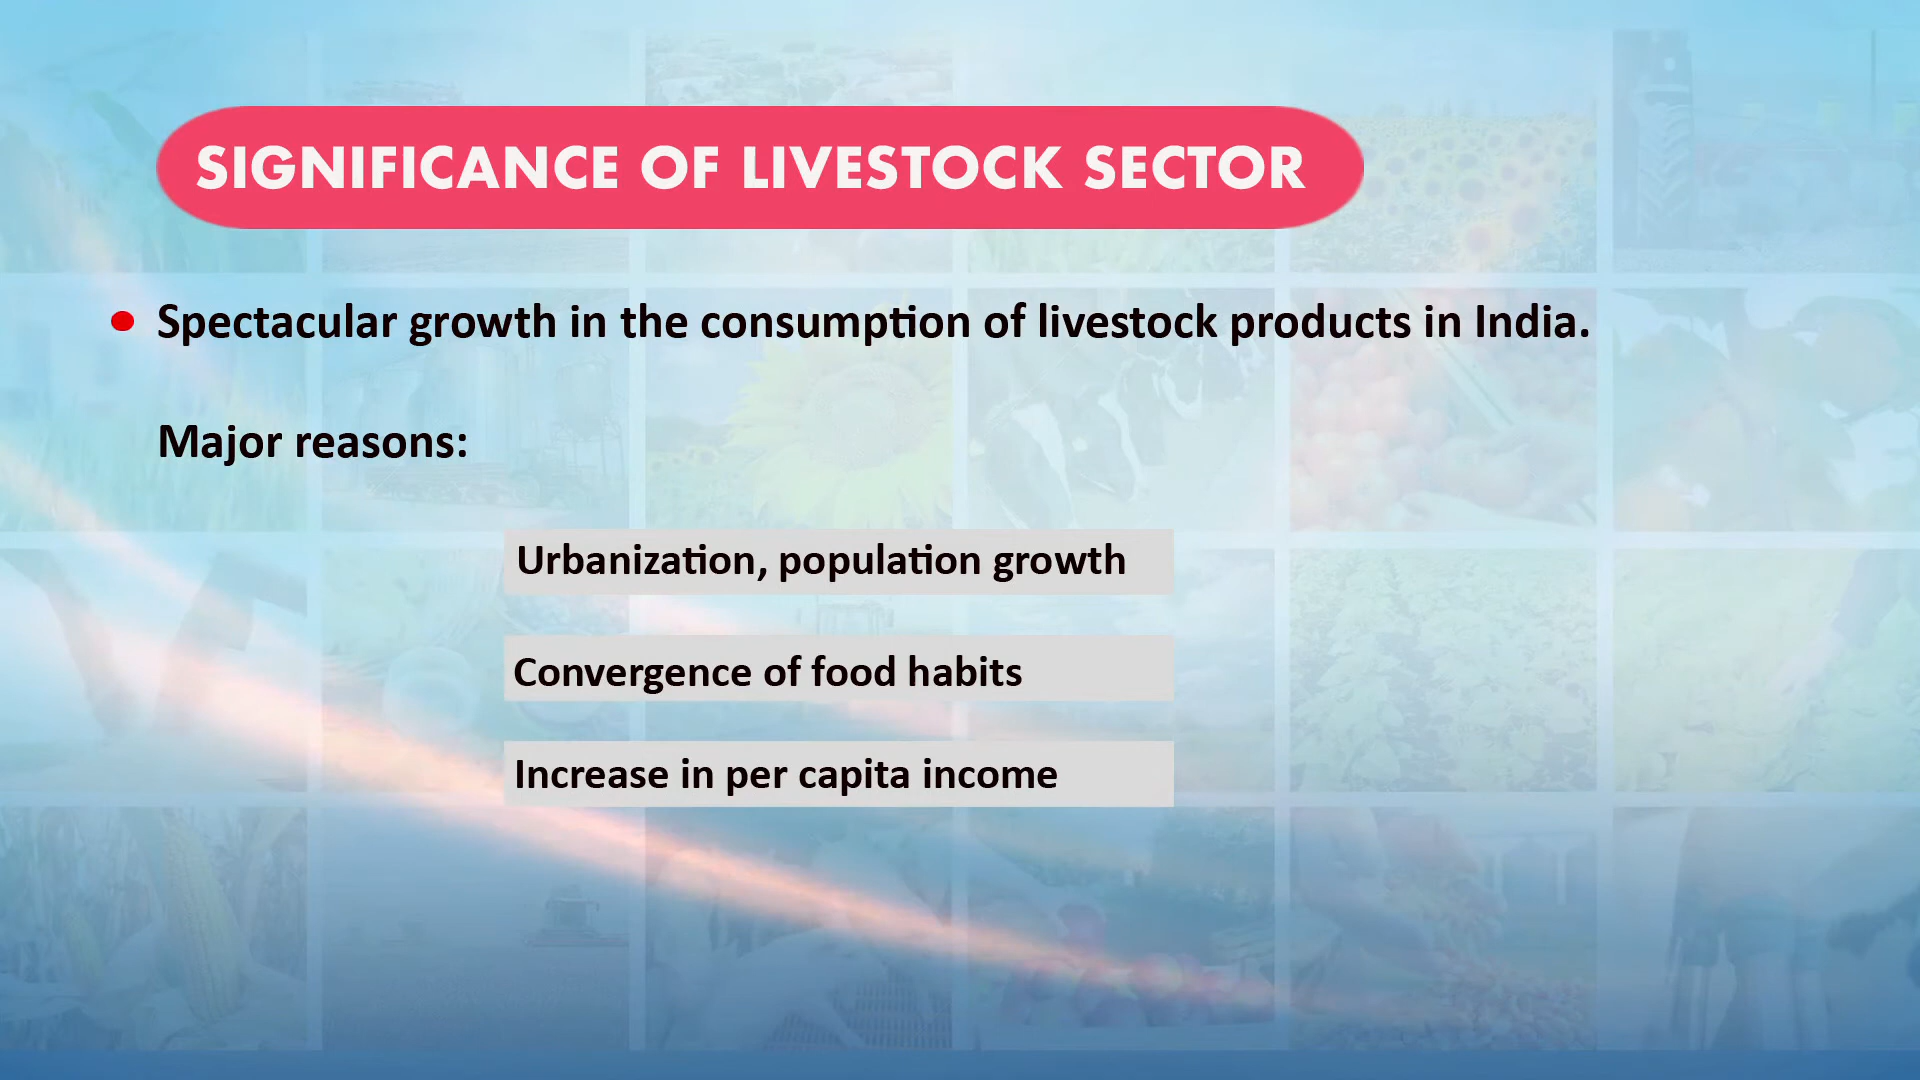 SIGNIFICANCE OF LIVESTOCK SECTOR
• Spectacular growth in the consumption of livestock products in India.
Major reasons:
Urbanization, population growth
Convergence of food habits
Increase in per capita income